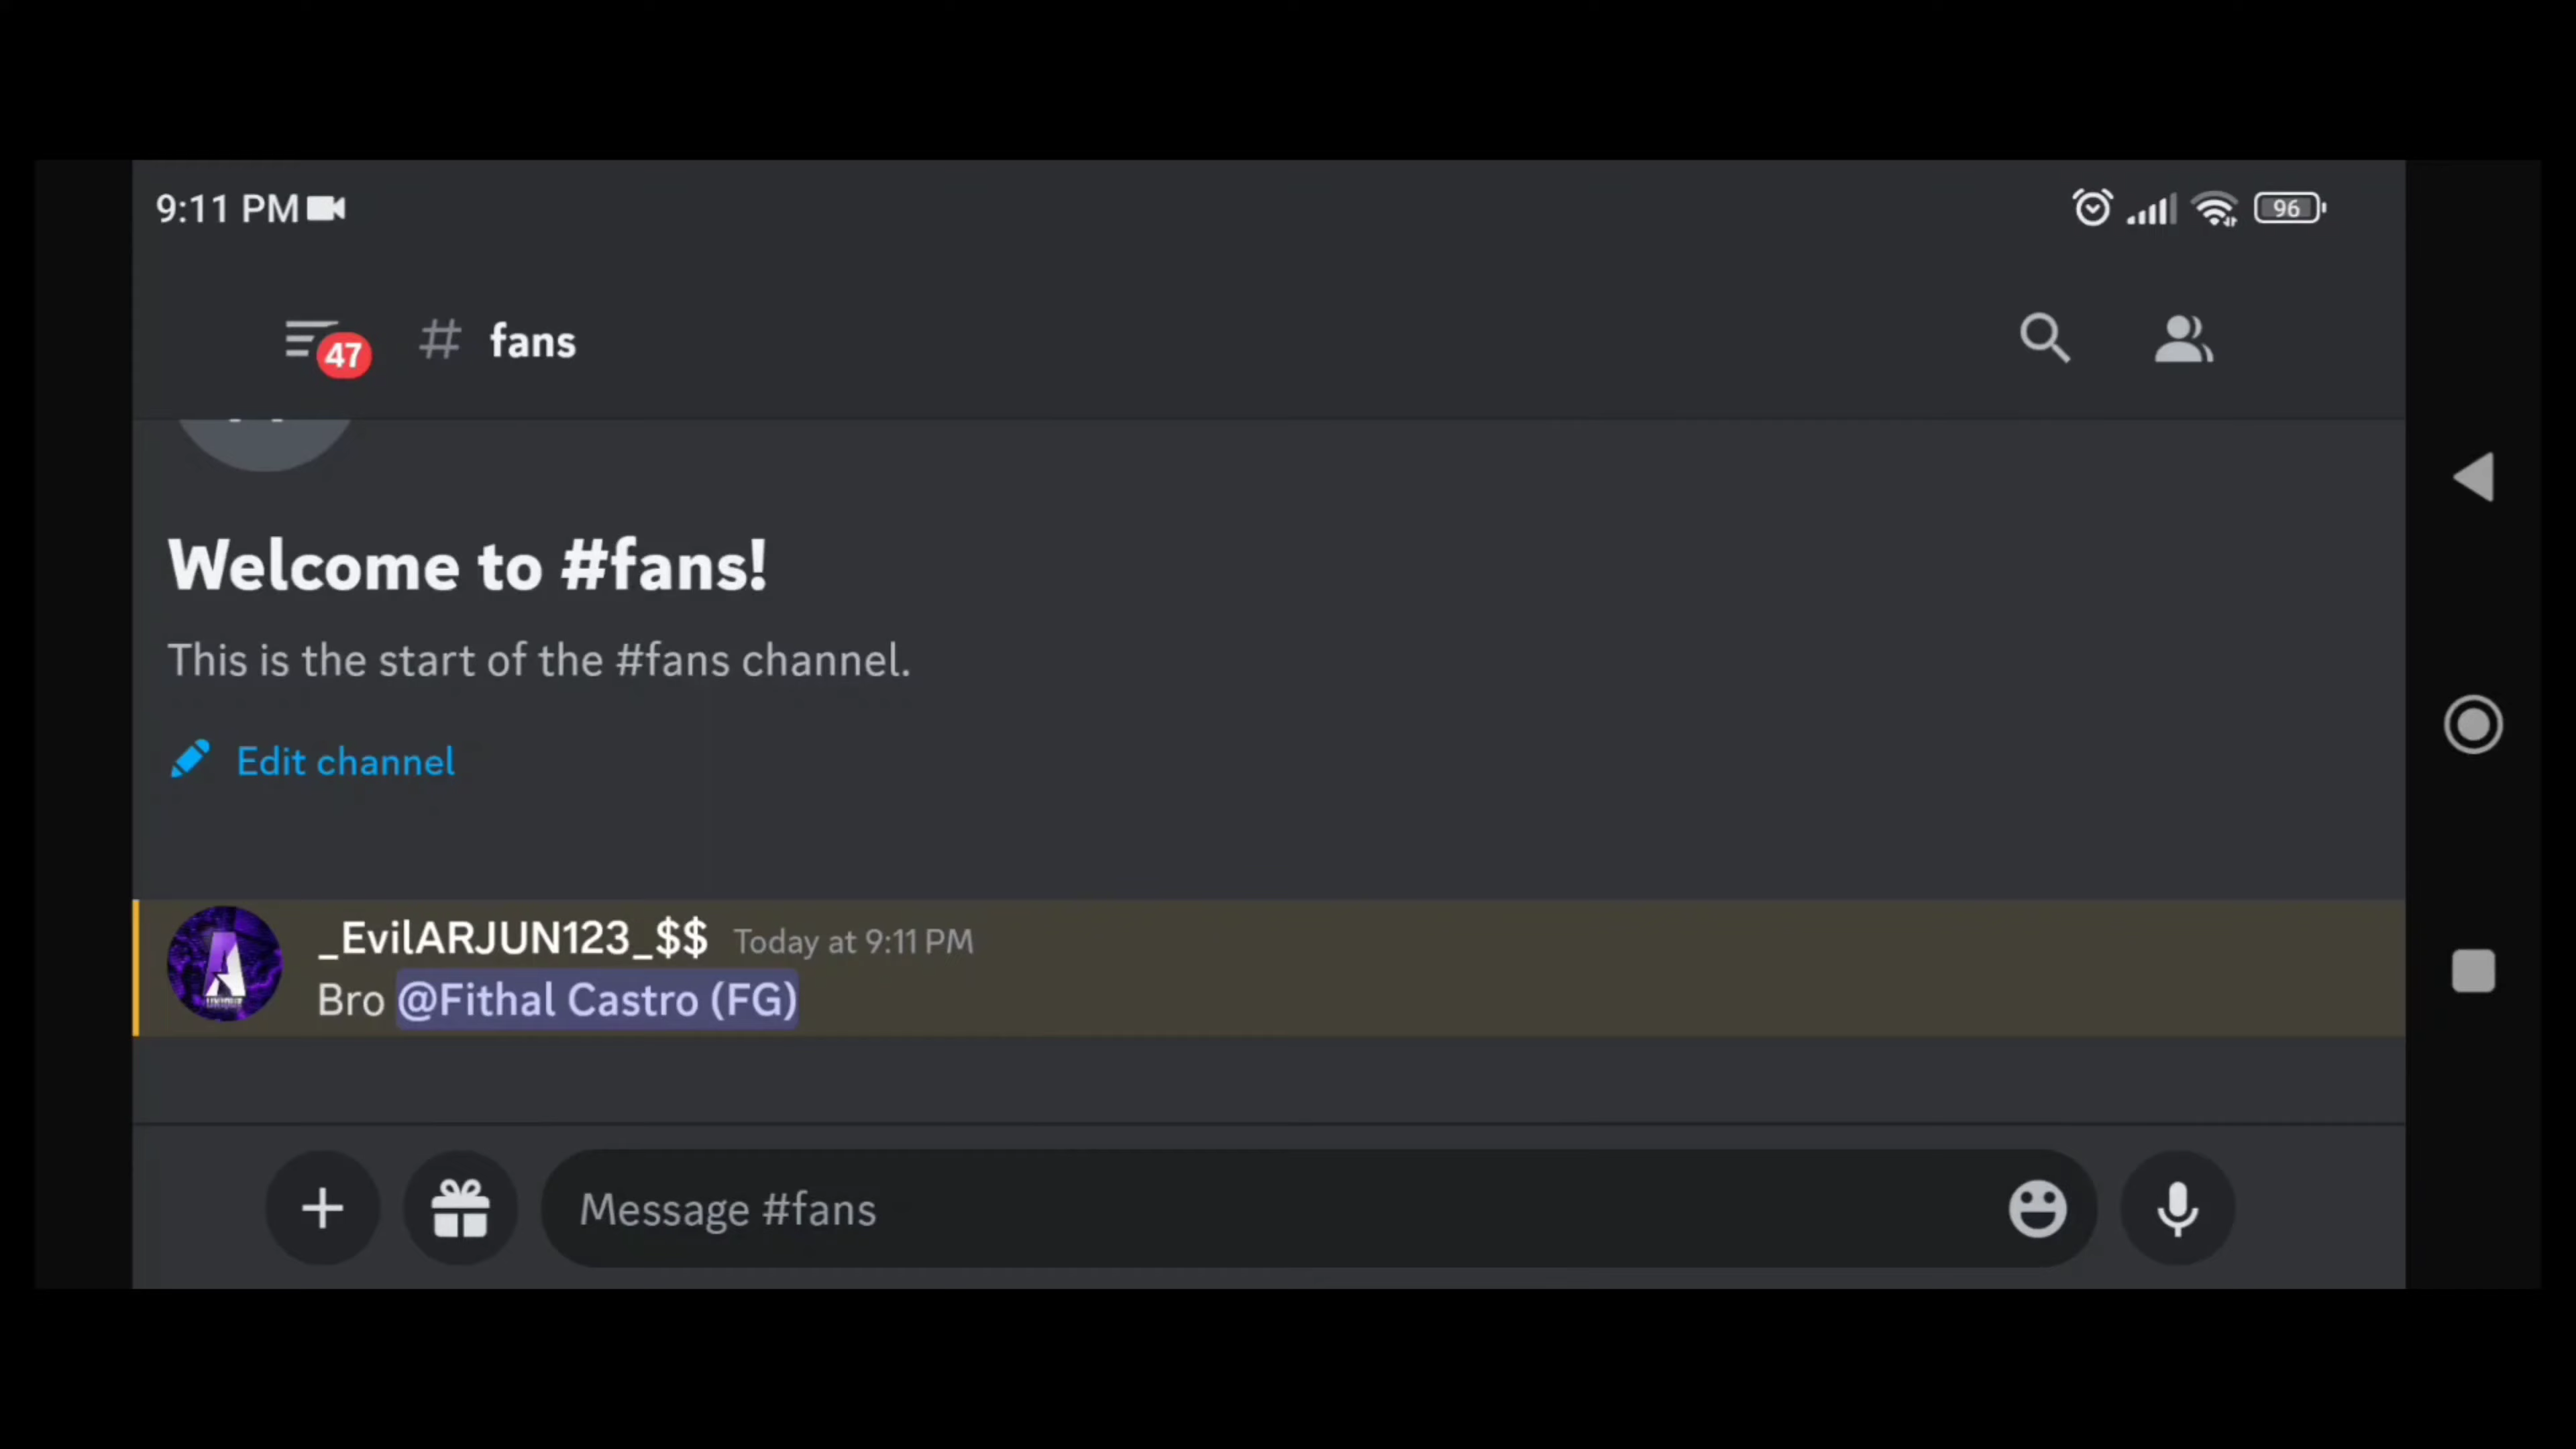 9:11 PM
96
47
# fans
Welcome to #fans!
This is the start of the #fans channel.
Edit channel
_EvilARJUN123_$$ Today at 9:11 PM
UNIQUE
Bro @Fithal Castro (FG)
Message #fans